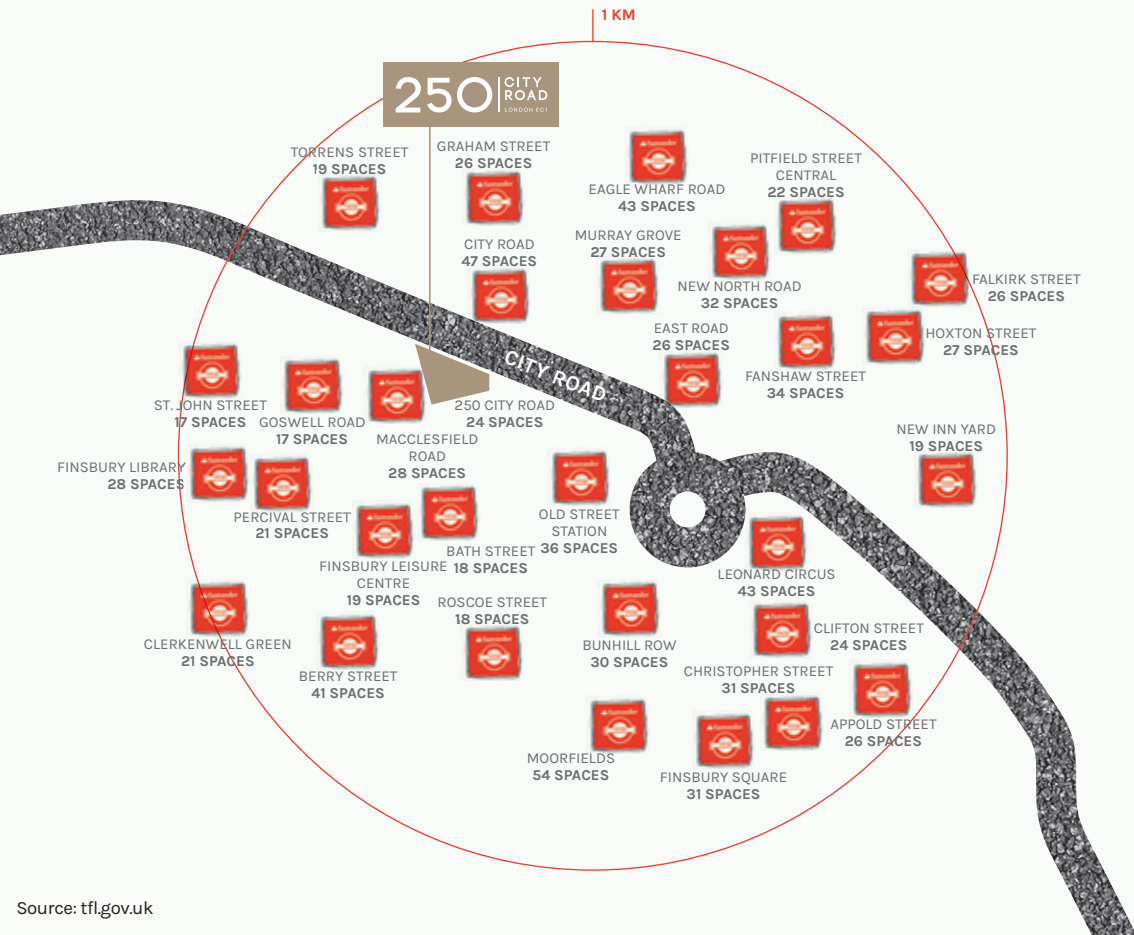 1 KM
250 CITY
ROAD
LONDON EC1
TORRENS STREET
19 SPACES
GRAHAM STREET
26 SPACES
EAGLE WHARF ROAD
43 SPACES
PITFIELD STREET
CENTRAL
22 SPACES
CITY ROAD
47 SPACES
MURRAY GROVE
27 SPACES
NEW NORTH ROAD
32 SPACES
FALKIRK STREET
26 SPACES
EAST ROAD
26 SPACES
HOXTON STREET
27 SPACES
CITY ROAD
FANSHAW STREET
34 SPACES
ST. JOHN STREET
17 SPACES
GOSWELL ROAD
17 SPACES
250 CITY ROAD
24 SPACES
MACCLESFIELD
ROAD
28 SPACES
NEW INN YARD
19 SPACES
FINSBURY LIBRARY
28 SPACES
PERCIVAL STREET
21 SPACES
OLD STREET
STATION
36 SPACES
BATH STREET
18 SPACES
FINSBURY LEISURE
CENTRE
19 SPACES
LEONARD CIRCUS
43 SPACES
ROSCOE STREET
18 SPACES
CLERKENWELL GREEN
21 SPACES
BERRY STREET
41 SPACES
BUNHILL ROW
30 SPACES
CLIFTON STREET
24 SPACES
CHRISTOPHER STREET
31 SPACES
APPOLD STREET
26 SPACES
MOORFIELDS
54 SPACES
FINSBURY SQUARE
31 SPACES
Source: tfl.gov.uk